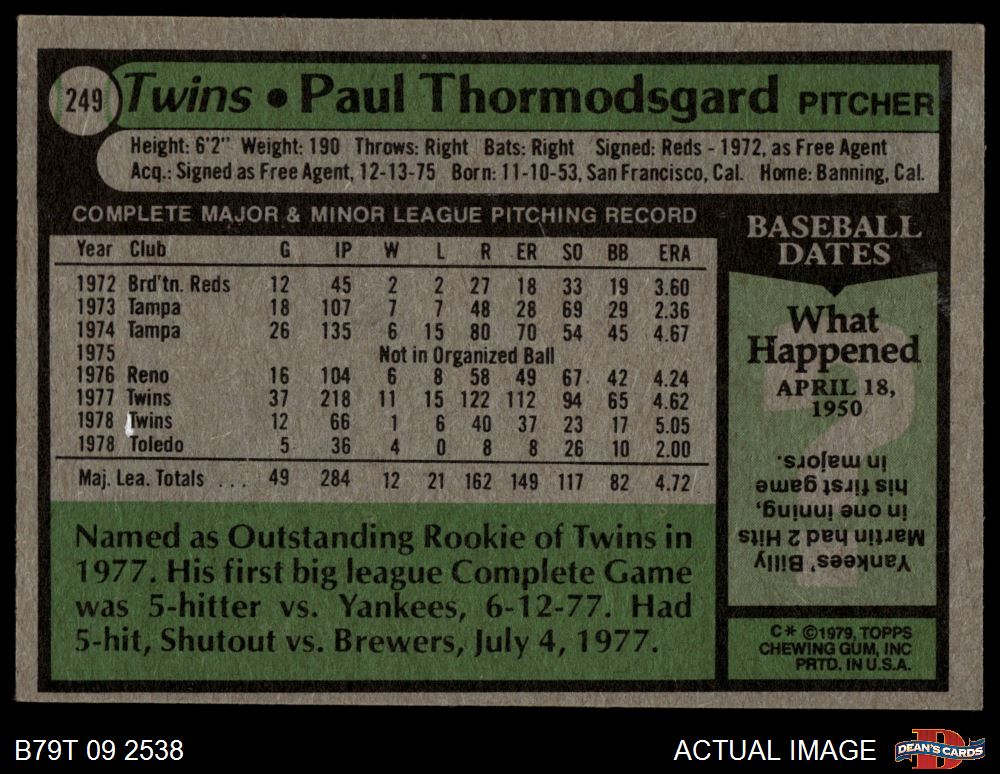 249 Twins • Paul Thormodsgard PITCHER
Height: 6'2" Weight: 190 Throws: Right Bats: Right Signed: Reds - 1972, as Free Agent
Acq.: Signed as Free Agent, 12-13-75 Born: 11-10-53, San Francisco, Cal. Home: Banning, Cal.
COMPLETE MAJOR & MINOR LEAGUE PITCHING RECORD
Year Club G IP W L R ER SO BB ERA
1972 Brd'tn. Reds 12 45 2 2 27 18 33 19 3.60
1973 Tampa 18 107 7 7 48 28 69 29 2.36
1974 Tampa 26 135 6 15 80 70 54 45 4.67
1975 Not in Organized Ball
1976 Reno 16 104 6 8 58 49 67 42 4.24
1977 Twins 37 218 11 15 122 112 94 65 4.62
1978 Twins 12 66 1 6 40 37 23 17 5.05
1978 Toledo 5 36 4 0 8 8 26 10 2.00
Maj. Lea. Totals ... 49 284 12 21 162 149 117 82 4.72
Named as Outstanding Rookie of Twins in
1977. His first big league Complete Game
was 5-hitter vs. Yankees, 6-12-77. Had
5-hit, Shutout vs. Brewers, July 4, 1977.
BASEBALL
DATES
What
Happened
APRIL 18,
1950
?
Yankees' Billy
Martin had 2 Hits
in one inning,
his first game
in majors.
C* ©1979, TOPPS
CHEWING GUM, INC
PRTD. IN U.S.A.
B79T 09 2538
ACTUAL IMAGE
D
DEAN'S CARDS